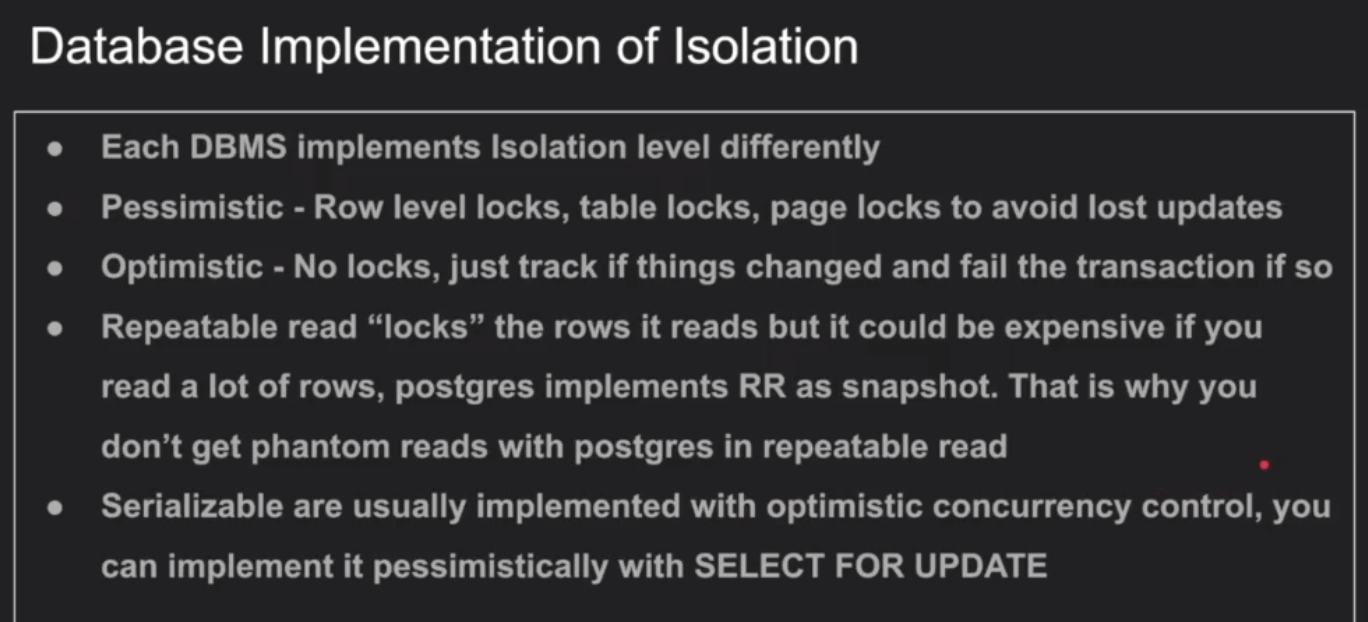 Database Implementation of Isolation
● Each DBMS implements Isolation level differently
● Pessimistic - Row level locks, table locks, page locks to avoid lost updates
● Optimistic - No locks, just track if things changed and fail the transaction if so
● Repeatable read “locks” the rows it reads but it could be expensive if you
read a lot of rows, postgres implements RR as snapshot. That is why you
don’t get phantom reads with postgres in repeatable read
● Serializable are usually implemented with optimistic concurrency control, you
can implement it pessimistically with SELECT FOR UPDATE